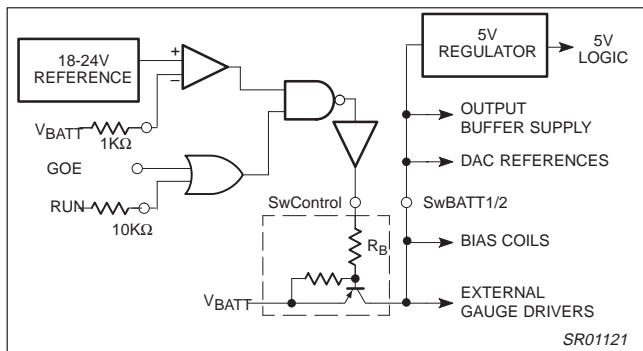 18-24V
REFERENCE
+
−
5V
REGULATOR
5V
LOGIC
VBATT
1KΩ
OUTPUT
BUFFER SUPPLY
GOE
DAC REFERENCES
RUN
10KΩ
SwControl
SwBATT1/2
RB
BIAS COILS
VBATT
EXTERNAL
GAUGE DRIVERS
SR01121